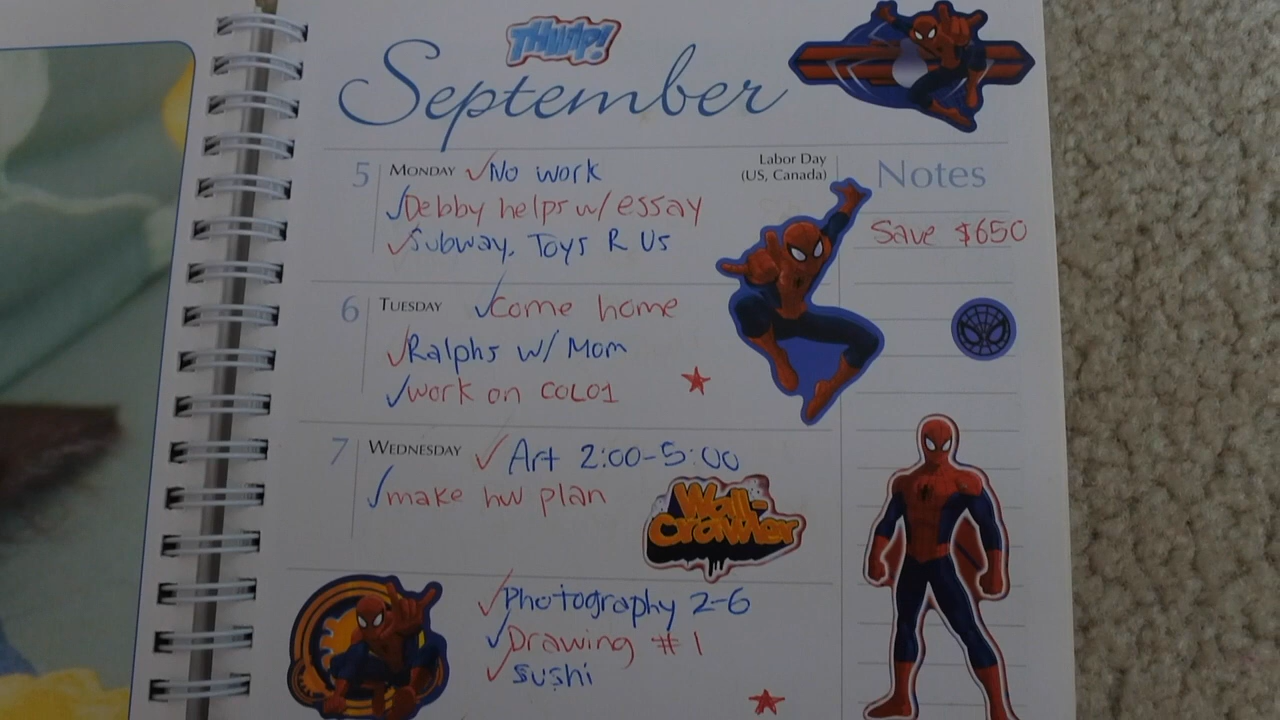 THWAP!
September
5 MONDAY ✓No work
Labor Day
(US, Canada)
✓Debby helps w/ essay
✓Subway, Toys R Us
6 TUESDAY ✓Come home
✓Ralphs w/ Mom
✓work on COLO1
7 WEDNESDAY ✓Art 2:00-5:00
✓make hw plan
Wall-
Crawler
✓Photography 2-6
✓Drawing #1
✓Sushi
Notes
Save $650